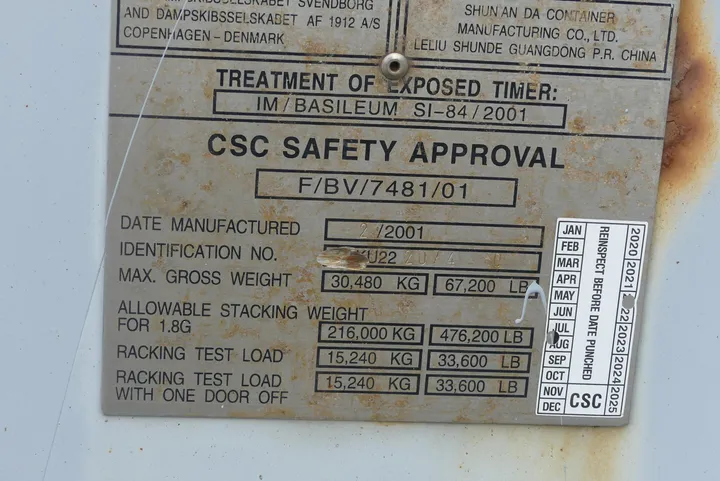 AND DAMPSKIBSSELSKABET AF 1912 A/S
COPENHAGEN - DENMARK
SHUN AN DA CONTAINER
MANUFACTURING CO., LTD.
LELIU SHUNDE GUANGDONG P.R. CHINA
TREATMENT OF EXPOSED TIMER:
IM/BASILEUM SI-84/2001
CSC SAFETY APPROVAL
F/BV/7481/01
DATE MANUFACTURED /2001
IDENTIFICATION NO. U22
MAX. GROSS WEIGHT 30,480 KG 67,200 LB
ALLOWABLE STACKING WEIGHT
FOR 1.8G 216,000 KG 476,200 LB
RACKING TEST LOAD 15,240 KG 33,600 LB
RACKING TEST LOAD
WITH ONE DOOR OFF 15,240 KG 33,600 LB
JAN
FEB
MAR
APR
MAY
JUN
JUL
AUG
SEP
OCT
NOV
DEC
REINSPECT BEFORE DATE PUNCHED
CSC
2020 2021 22 2023 2024 2025